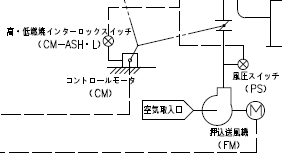 高・低燃焼インターロックスイッチ
(CM-ASH・L)
コントロールモータ
(CM)
風圧スイッチ
(PS)
空気取入口
M
押込送風機
(FM)